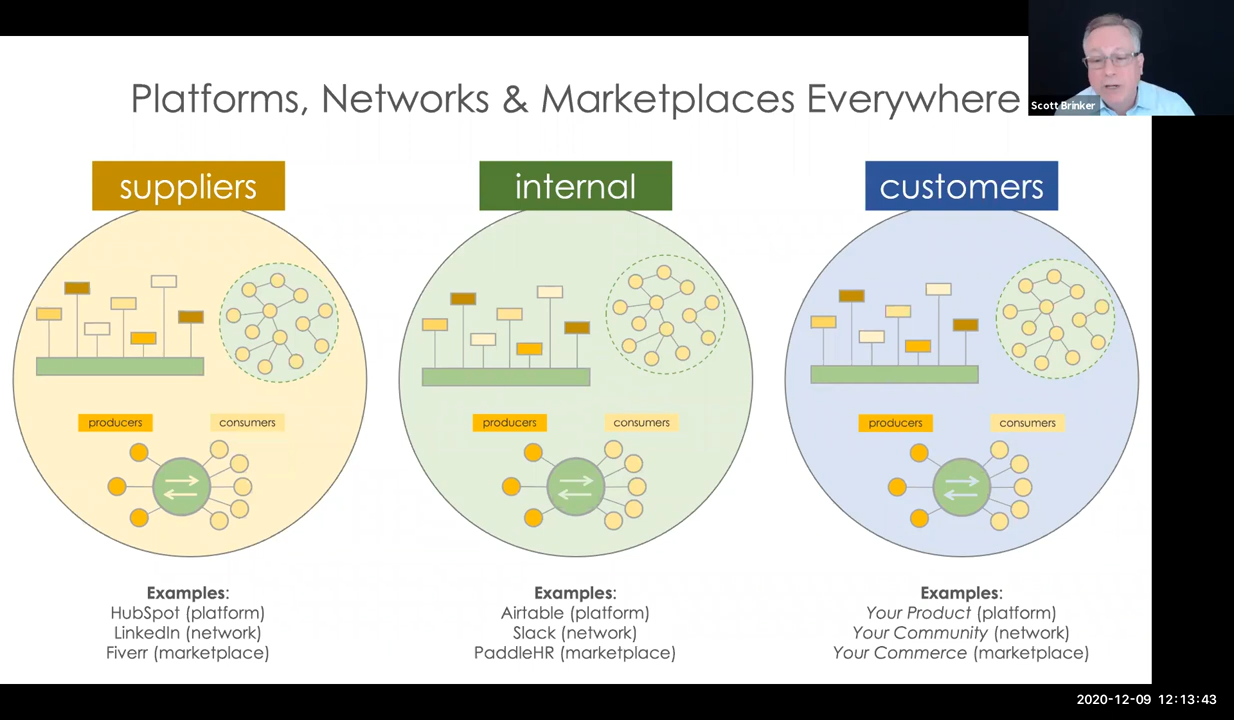 Platforms, Networks & Marketplaces Everywhere
Scott Brinker
suppliers
internal
customers
producers
consumers
producers
consumers
producers
consumers
Examples:
HubSpot (platform)
LinkedIn (network)
Fiverr (marketplace)
Examples:
Airtable (platform)
Slack (network)
PaddleHR (marketplace)
Examples:
Your Product (platform)
Your Community (network)
Your Commerce (marketplace)
2020-12-09 12:13:43